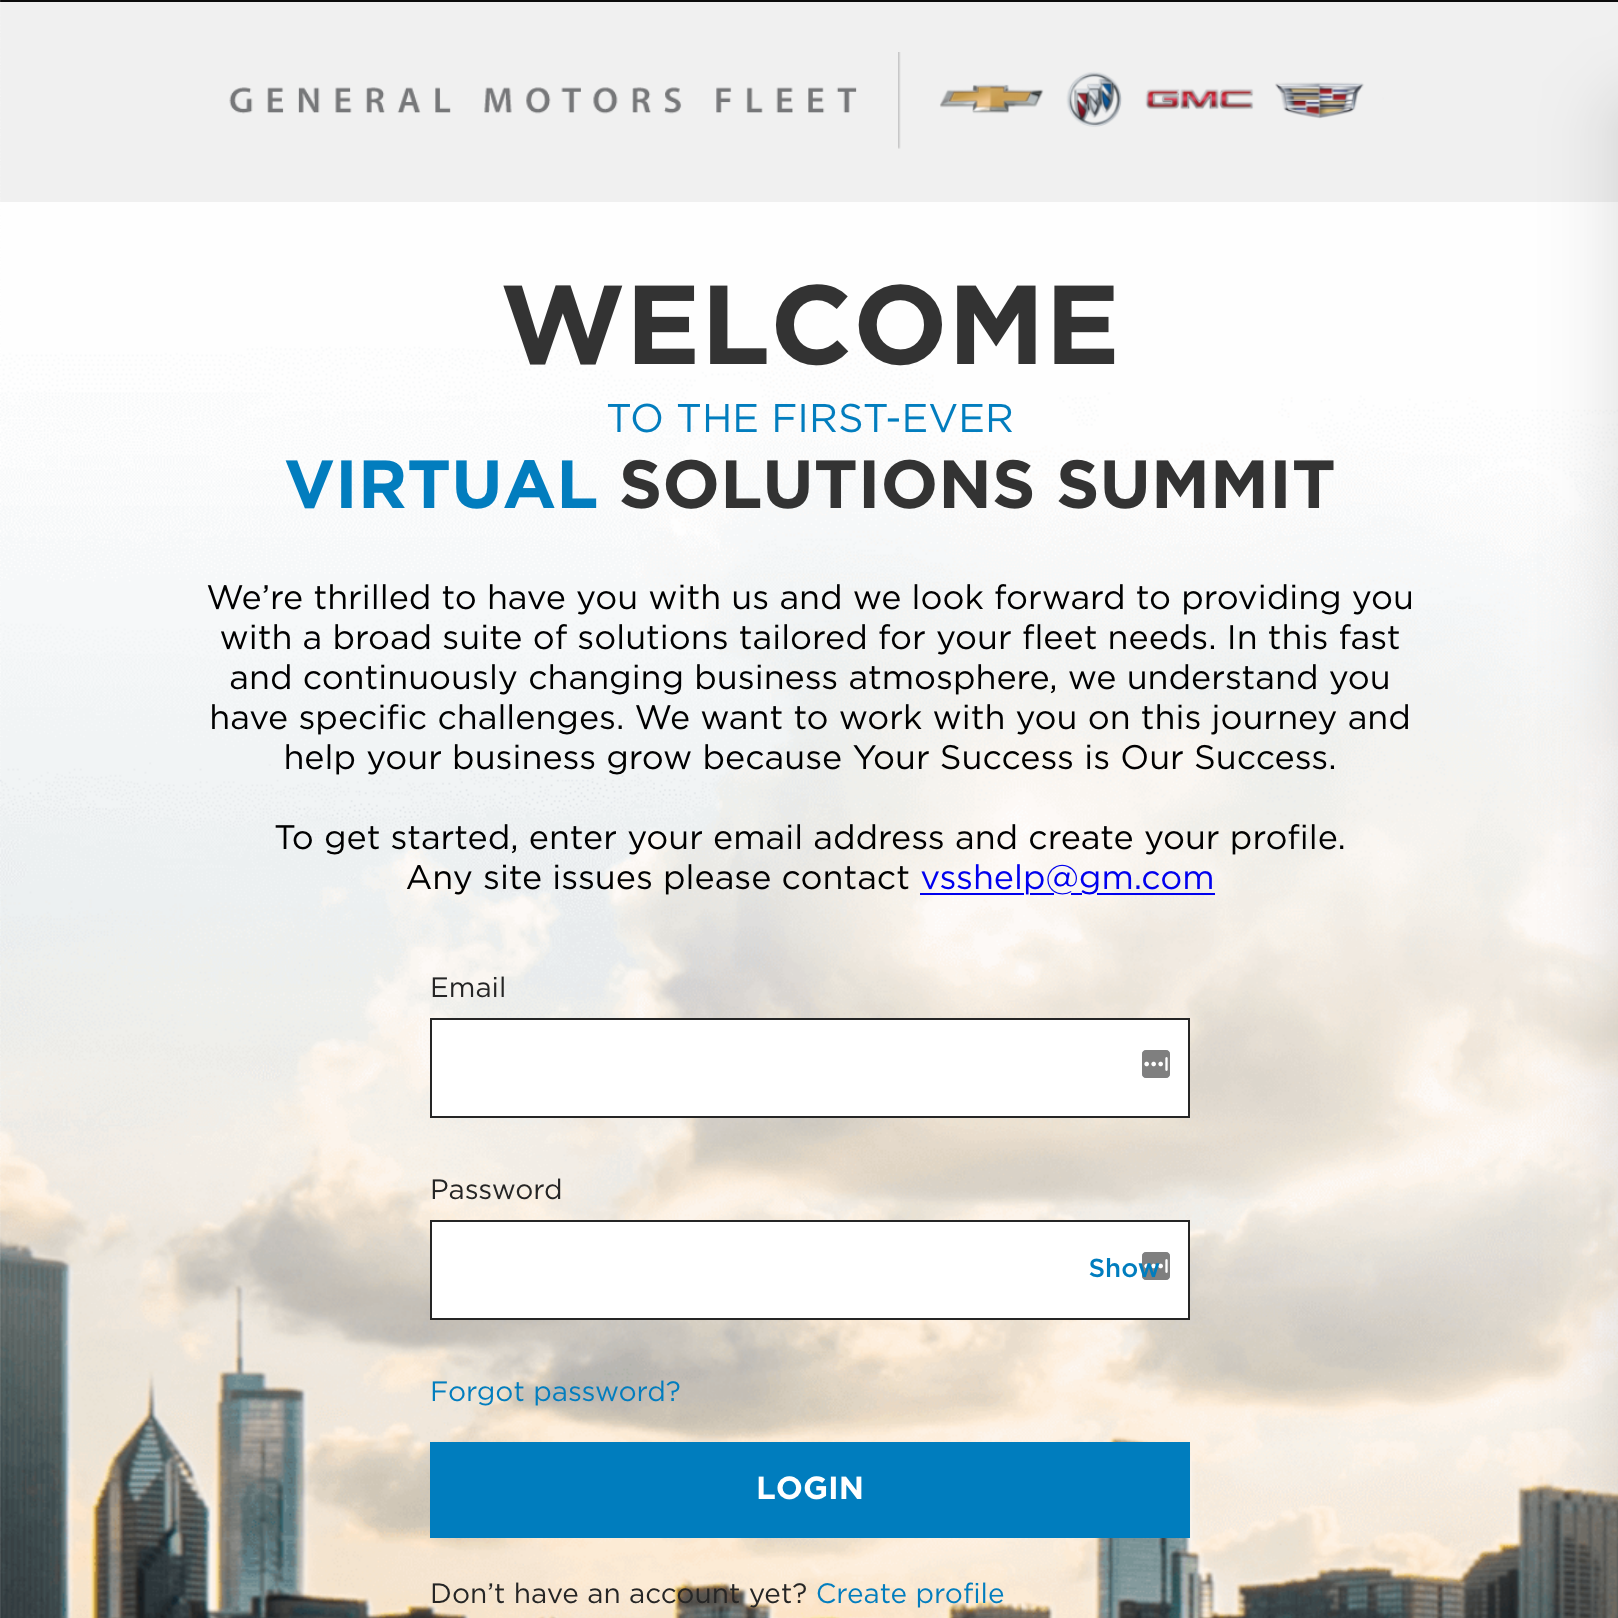 GENERAL MOTORS FLEET
GMC
WELCOME
TO THE FIRST-EVER
VIRTUAL SOLUTIONS SUMMIT
We’re thrilled to have you with us and we look forward to providing you
with a broad suite of solutions tailored for your fleet needs. In this fast
and continuously changing business atmosphere, we understand you
have specific challenges. We want to work with you on this journey and
help your business grow because Your Success is Our Success.
To get started, enter your email address and create your profile.
Any site issues please contact vsshelp@gm.com
Email
Password
Show
Forgot password?
LOGIN
Don’t have an account yet? Create profile